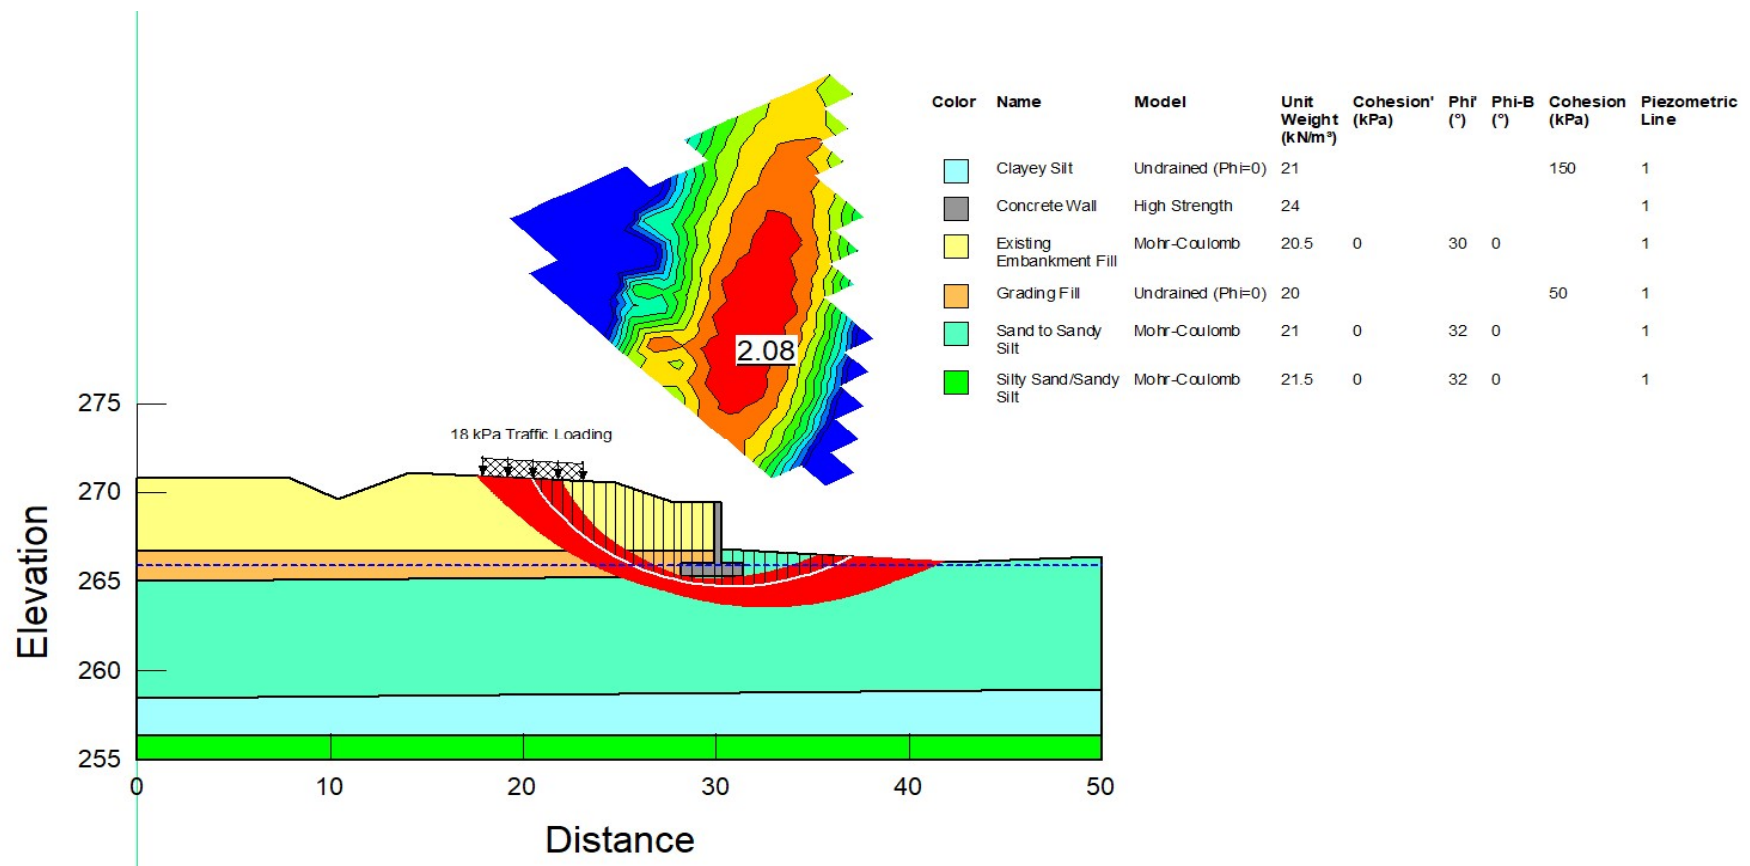 Color Name Model Unit Weight (kN/m³) Cohesion' (kPa) Phi' (°) Phi-B (°) Cohesion (kPa) Piezometric Line
Clayey Silt Undrained (Phi=0) 21 150 1
Concrete Wall High Strength 24 1
Existing Embankment Fill Mohr-Coulomb 20.5 0 30 0 1
Grading Fill Undrained (Phi=0) 20 50 1
Sand to Sandy Silt Mohr-Coulomb 21 0 32 0 1
Silty Sand/Sandy Silt Mohr-Coulomb 21.5 0 32 0 1
2.08
18 kPa Traffic Loading
Elevation
275
270
265
260
255
0 10 20 30 40 50
Distance